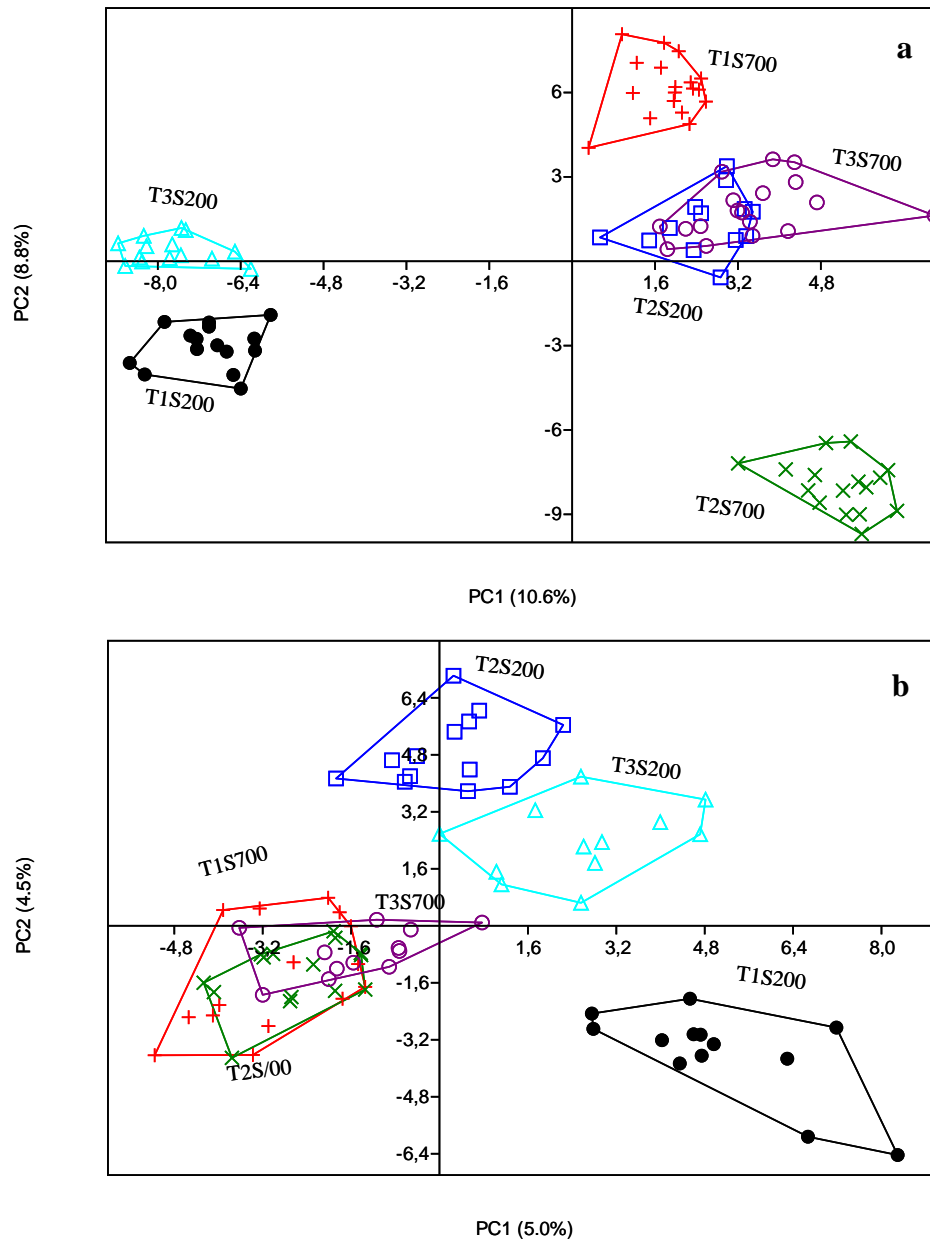 a
T1S700
6
T3S700
3
T3S200
-8,0 -6,4 -4,8 -3,2 -1,6 1,6 3,2 4,8
T2S200
PC2 (8.8%)
-3
T1S200
-6
T2S700
-9
PC1 (10.6%)
b
T2S200
6,4
4,8
T3S200
3,2
T1S700
1,6
T3S700
-4,8 -3,2 -1,6 1,6 3,2 4,8 6,4 8,0
PC2 (4.5%)
T1S200
-1,6
-3,2
T2S/00
-4,8
-6,4
PC1 (5.0%)